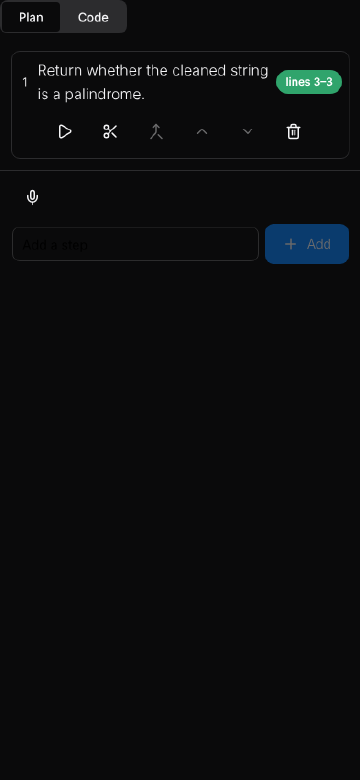 Plan Code
1 Return whether the cleaned string lines 3–3
is a palindrome.
Add a step
Add